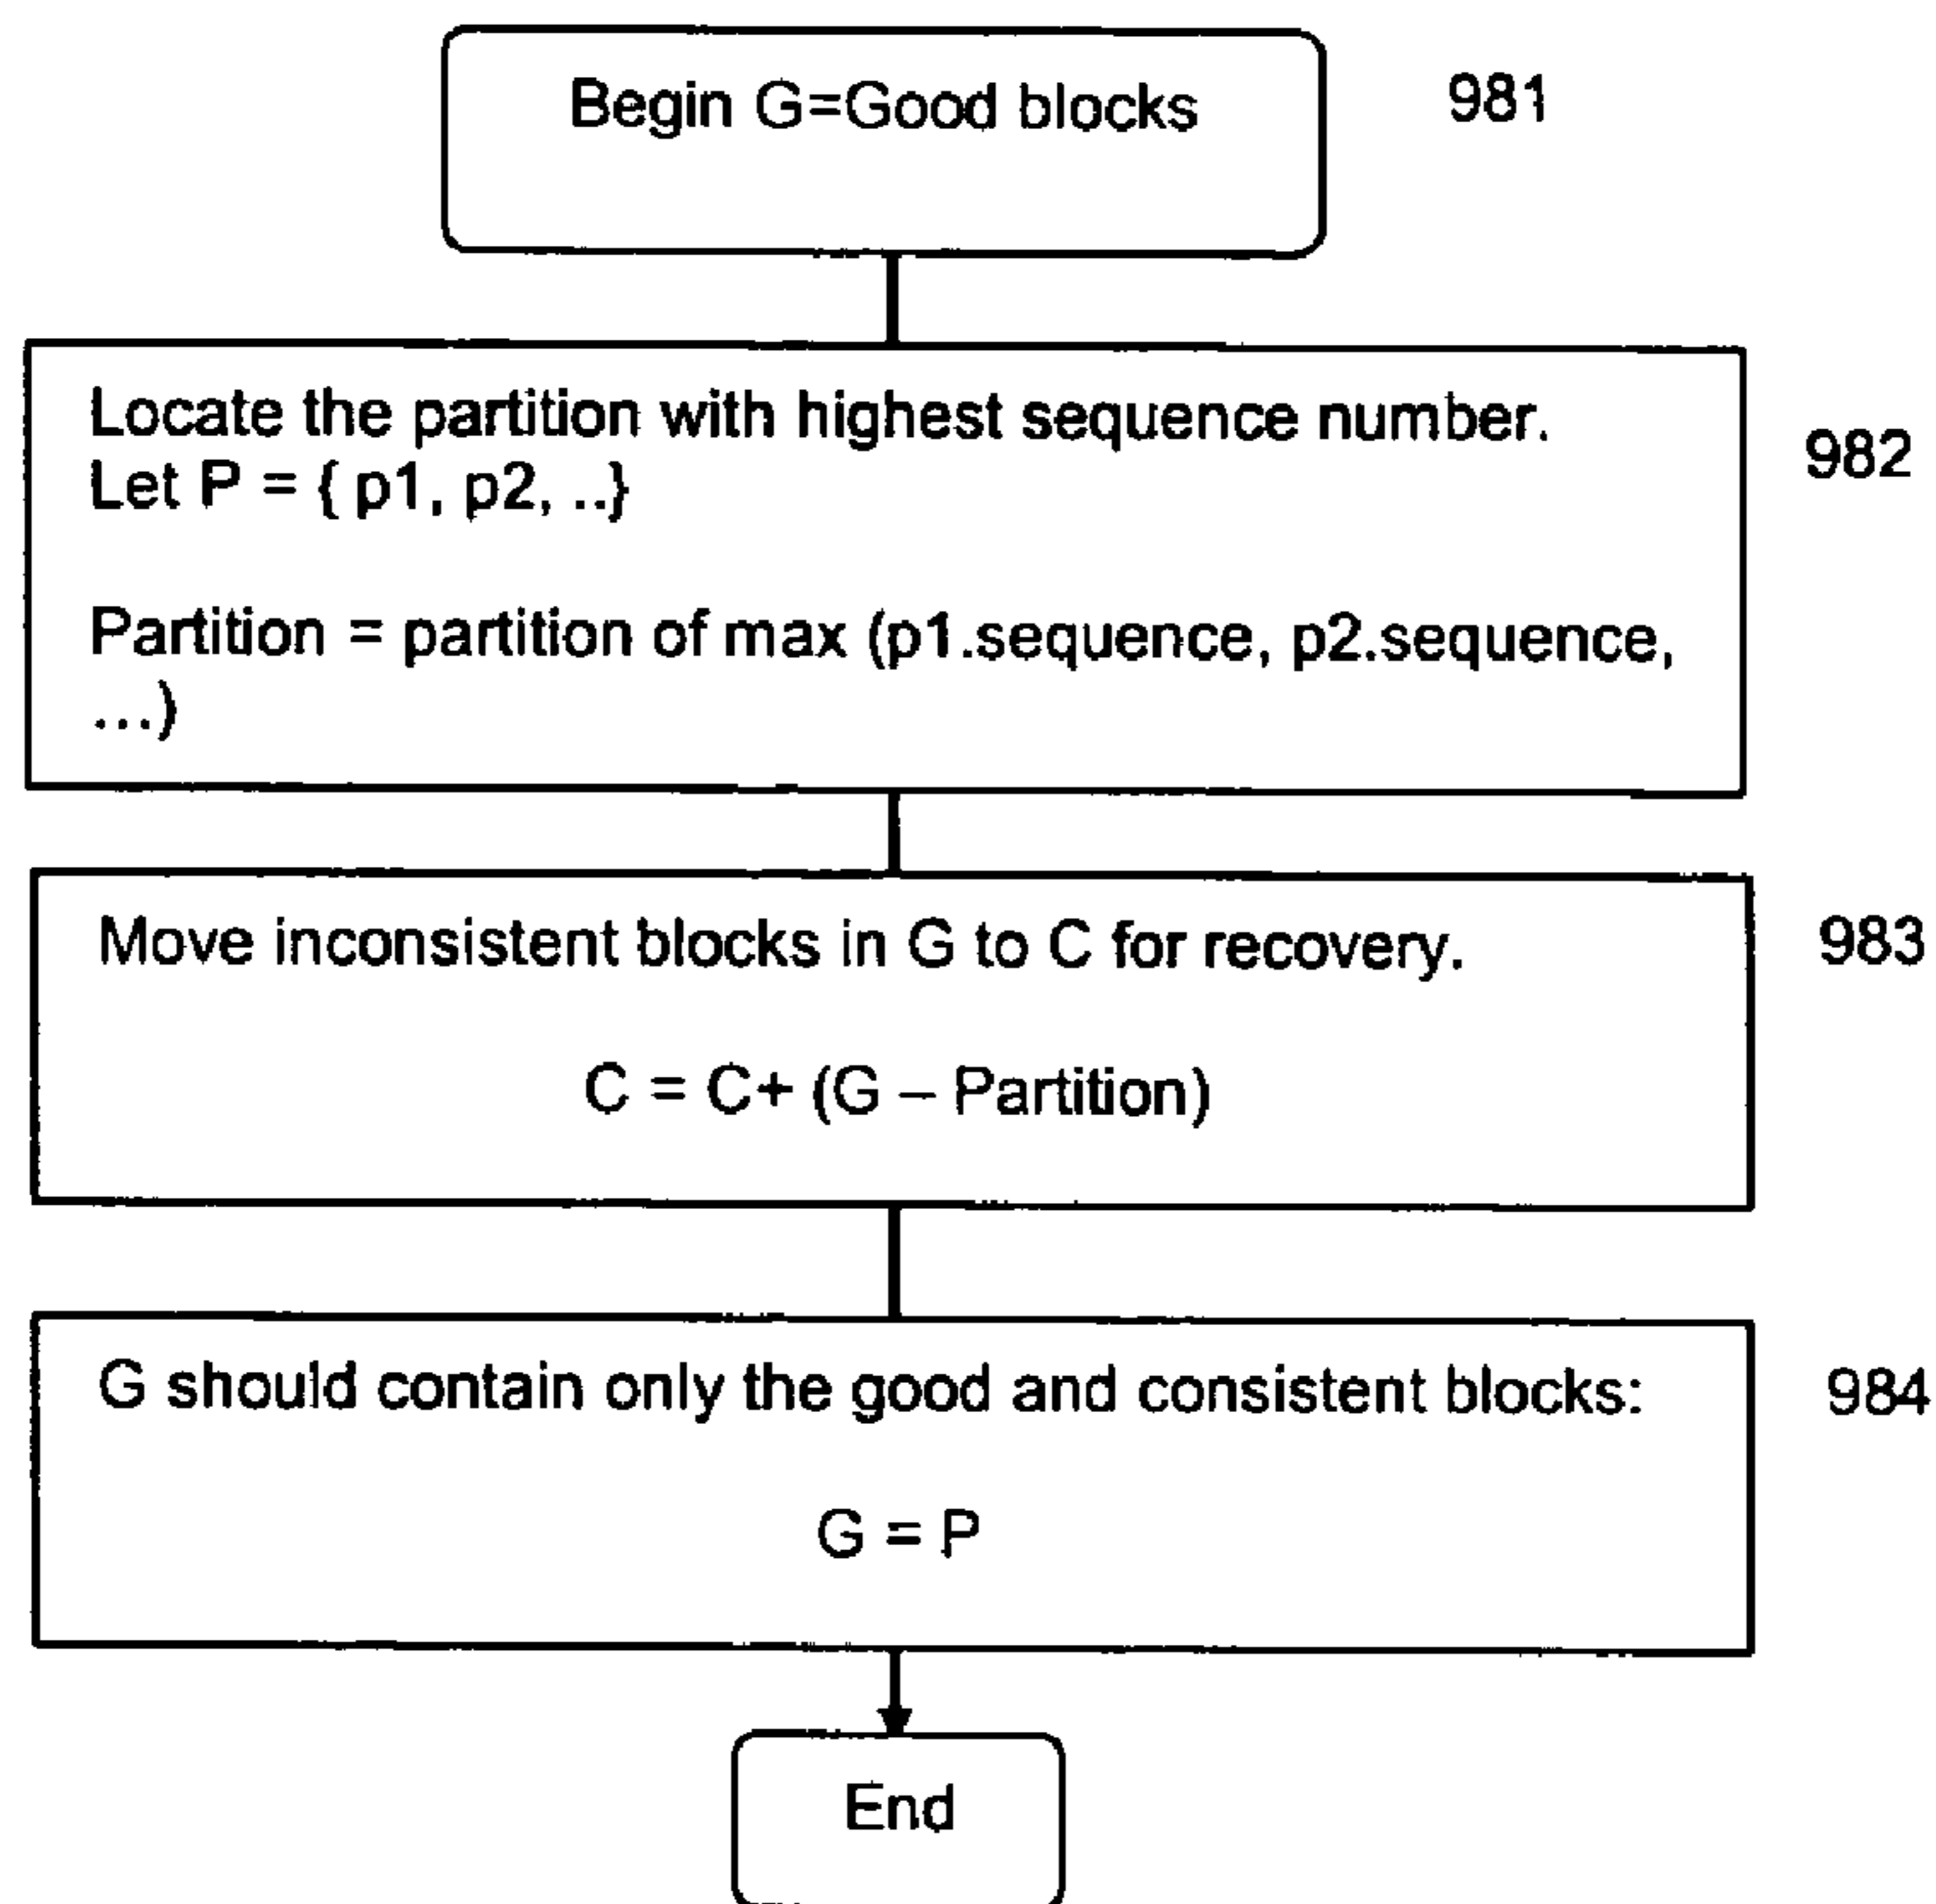 Begin G=Good blocks
981
Locate the partition with highest sequence number.
Let P = { p1, p2, ..}
982
Partition = partition of max (p1.sequence, p2.sequence,
...)
Move inconsistent blocks in G to C for recovery.
983
C = C+ (G – Partition)
G should contain only the good and consistent blocks:
984
G = P
End